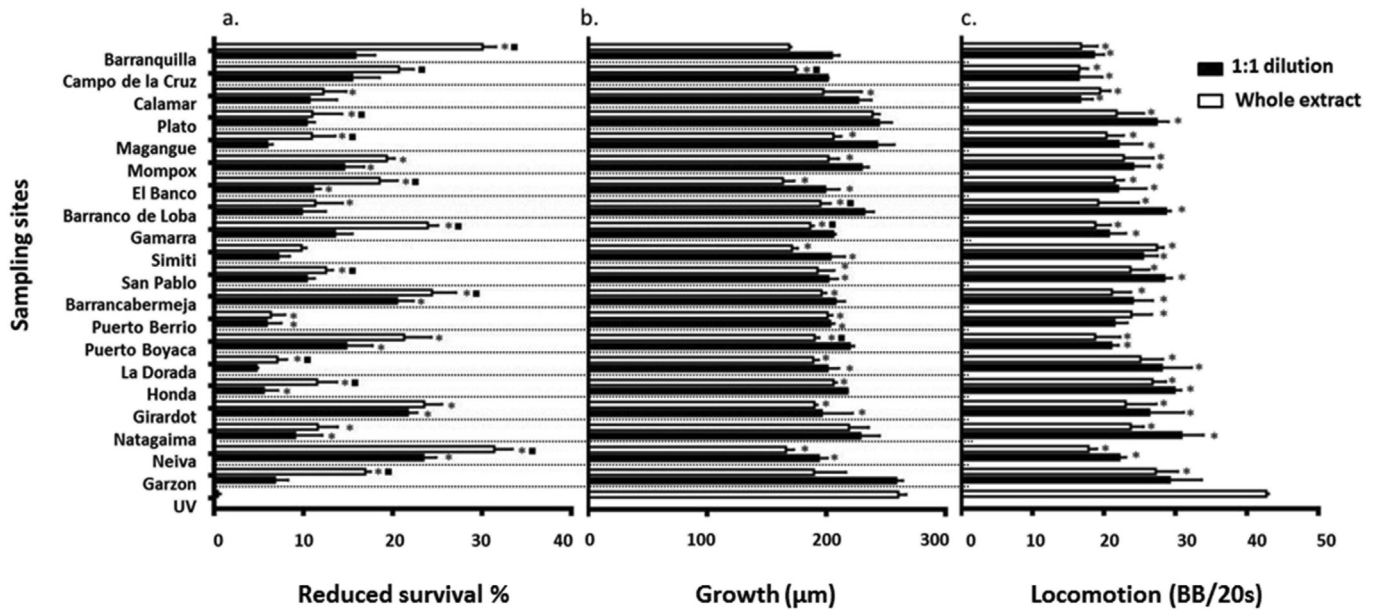 a.
b.
c.
Sampling sites
Barranquilla
Campo de la Cruz
Calamar
Plato
Magangue
Mompox
El Banco
Barranco de Loba
Gamarra
Simiti
San Pablo
Barrancabermeja
Puerto Berrio
Puerto Boyaca
La Dorada
Honda
Girardot
Natagaima
Neiva
Garzon
UV
1:1 dilution
Whole extract
0 10 20 30 40
0 100 200 300
0 10 20 30 40 50
Reduced survival %
Growth (µm)
Locomotion (BB/20s)